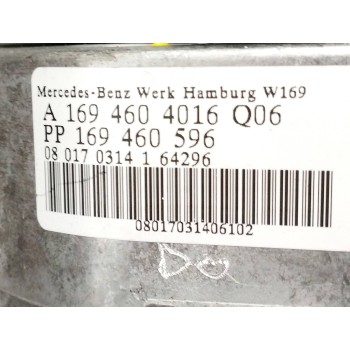 Mercedes-Benz Werk Hamburg W169
A 169 460 4016 Q06
PP 169 460 596
08 017 0314 1 64296
08017031406102